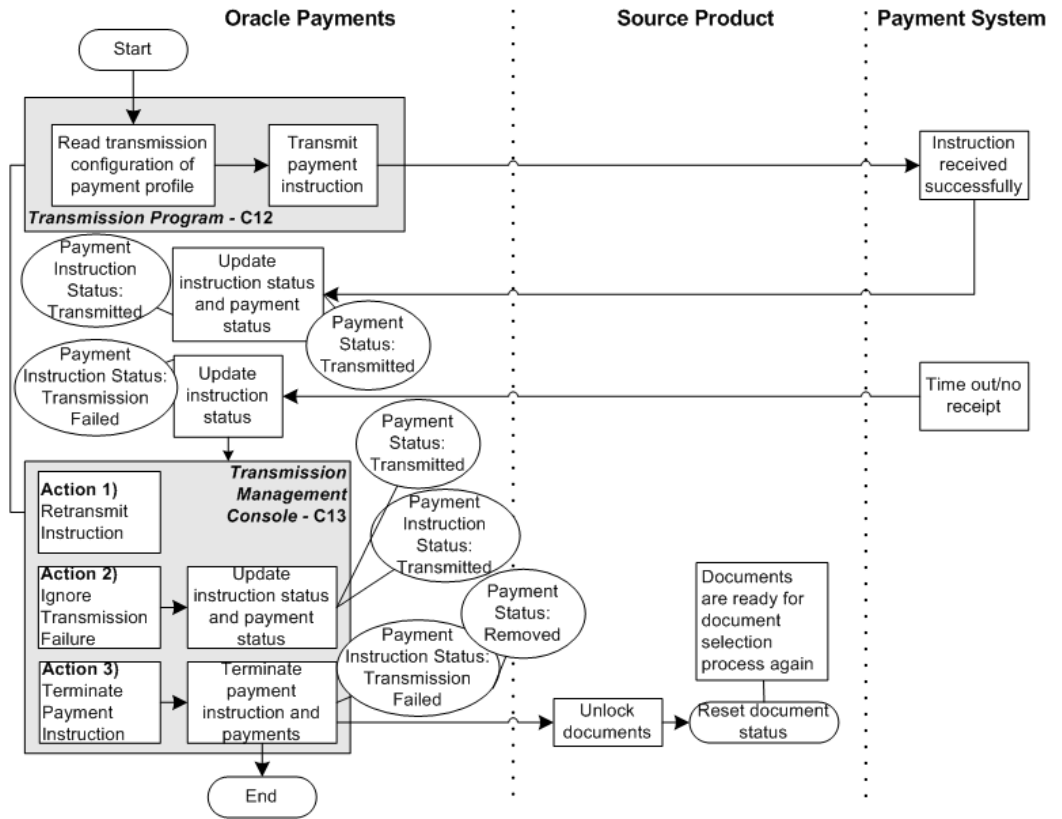 Oracle Payments
Source Product
Payment System
Start
Read transmission
configuration of
payment profile
Transmit
payment
instruction
Instruction
received
successfully
Transmission Program - C12
Payment
Instruction
Status:
Transmitted
Update
instruction status
and payment
status
Payment
Status:
Transmitted
Payment
Instruction Status:
Transmission
Failed
Update
instruction
status
Time out/no
receipt
Payment
Status:
Transmitted
Transmission
Management
Console - C13
Action 1)
Retransmit
Instruction
Payment
Instruction
Status:
Transmitted
Action 2)
Ignore
Transmission
Failure
Update
instruction status
and payment
status
Payment
Status:
Removed
Documents
are ready for
document
selection
process again
Action 3)
Terminate
Payment
Instruction
Terminate
payment
instruction and
payments
Payment
Instruction Status:
Transmission
Failed
Unlock
documents
Reset document
status
End